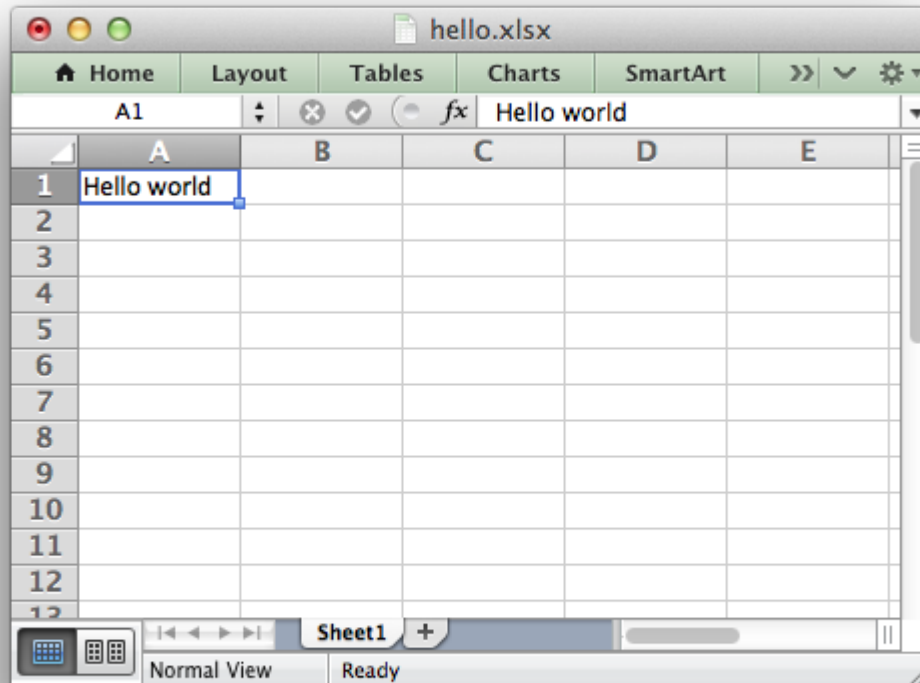 hello.xlsx
Home Layout Tables Charts SmartArt
A1 fx Hello world
A B C D E
1 Hello world
2
3
4
5
6
7
8
9
10
11
12
13
Sheet1
Normal View Ready